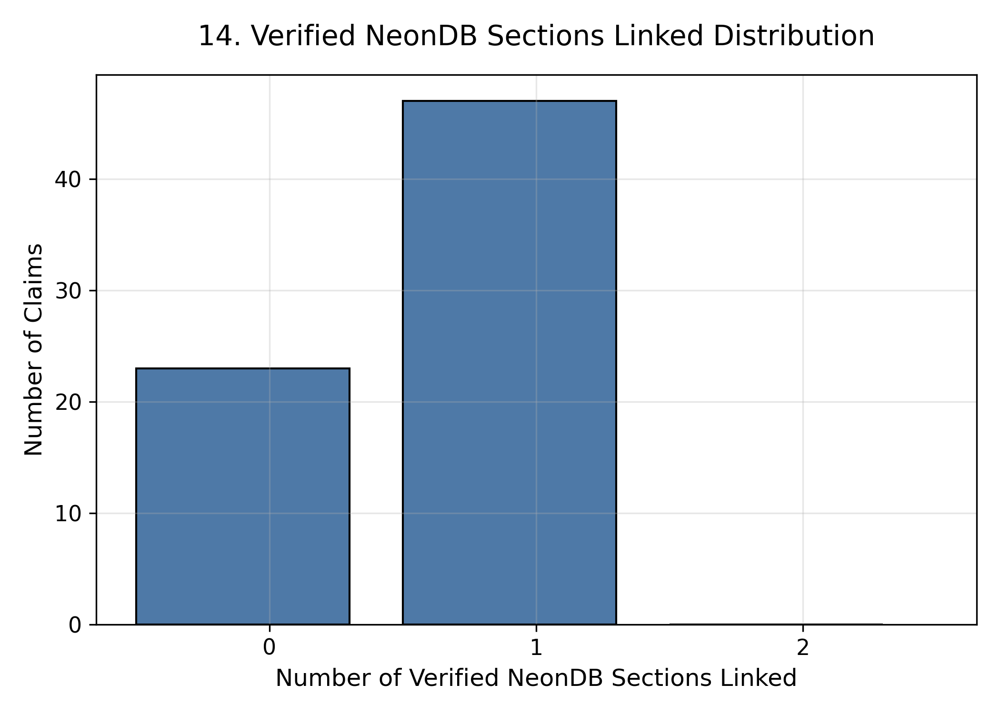 14. Verified NeonDB Sections Linked Distribution
Number of Claims
40
30
20
10
0
0 1 2
Number of Verified NeonDB Sections Linked